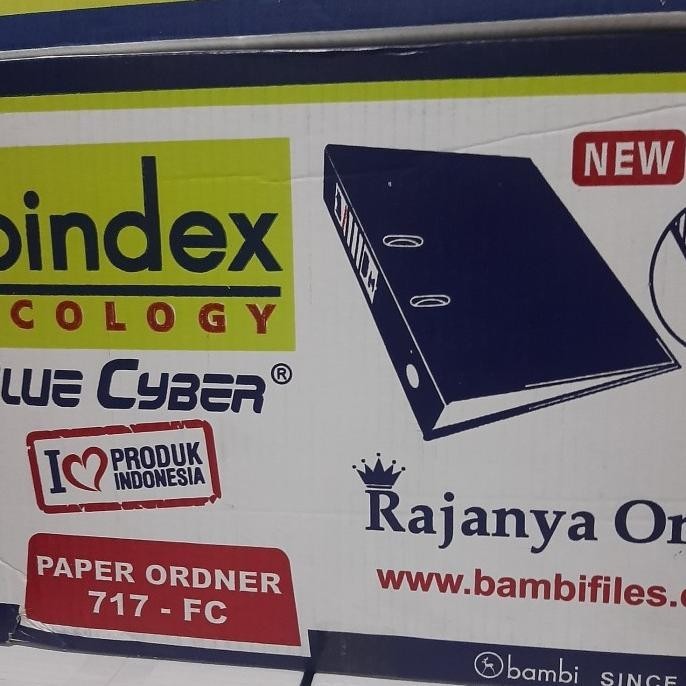 NEW
bindex
COLOGY
LUE CYBER®
I PRODUK
INDONESIA
Rajanya Or
PAPER ORDNER
717 - FC
www.bambifiles.c
bambi SINCE